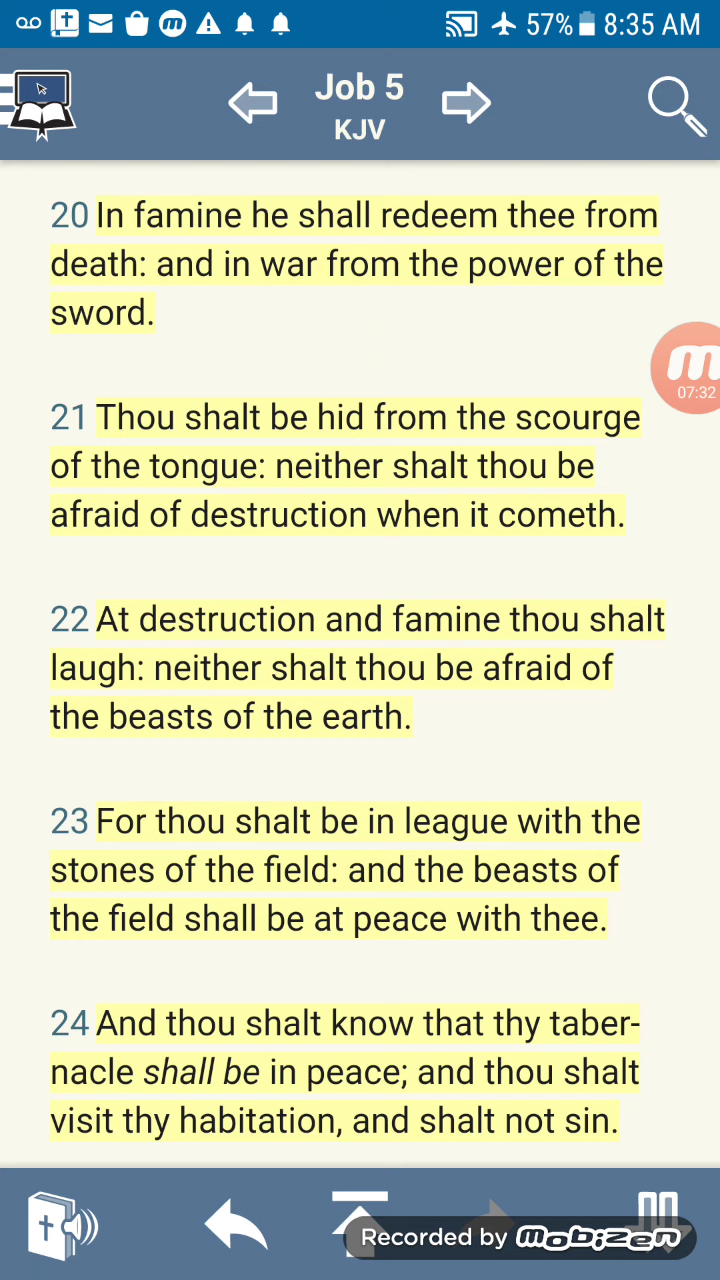 57% 8:35 AM
Job 5
KJV
20 In famine he shall redeem thee from
death: and in war from the power of the
sword.
m
07:32
21 Thou shalt be hid from the scourge
of the tongue: neither shalt thou be
afraid of destruction when it cometh.
22 At destruction and famine thou shalt
laugh: neither shalt thou be afraid of
the beasts of the earth.
23 For thou shalt be in league with the
stones of the field: and the beasts of
the field shall be at peace with thee.
24 And thou shalt know that thy taber-
nacle shall be in peace; and thou shalt
visit thy habitation, and shalt not sin.
Recorded by mobizen